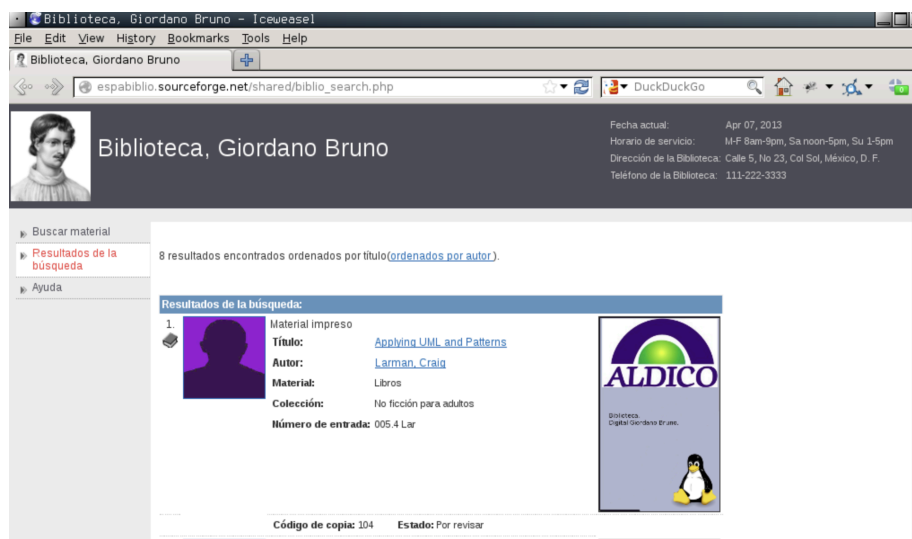 Biblioteca, Giordano Bruno - Iceweasel
File Edit View History Bookmarks Tools Help
Biblioteca, Giordano Bruno
espabiblio.sourceforge.net/shared/biblio_search.php
DuckDuckGo
Biblioteca, Giordano Bruno
Fecha actual: Apr 07, 2013
Horario de servicio: M-F 8am-9pm, Sa noon-5pm, Su 1-5pm
Dirección de la Biblioteca: Calle 5, No 23, Col Sol, México, D. F.
Teléfono de la Biblioteca: 111-222-3333
Buscar material
Resultados de la
búsqueda
Ayuda
8 resultados encontrados ordenados por título(ordenados por autor ).
Resultados de la búsqueda:
1.
Material impreso
Título: Applying UML and Patterns
Autor: Larman, Craig
Material: Libros
Colección: No ficción para adultos
Número de entrada: 005.4 Lar
ALDICO
Biblioteca.
Digital Giordano Bruno.
Código de copia: 104 Estado: Por revisar